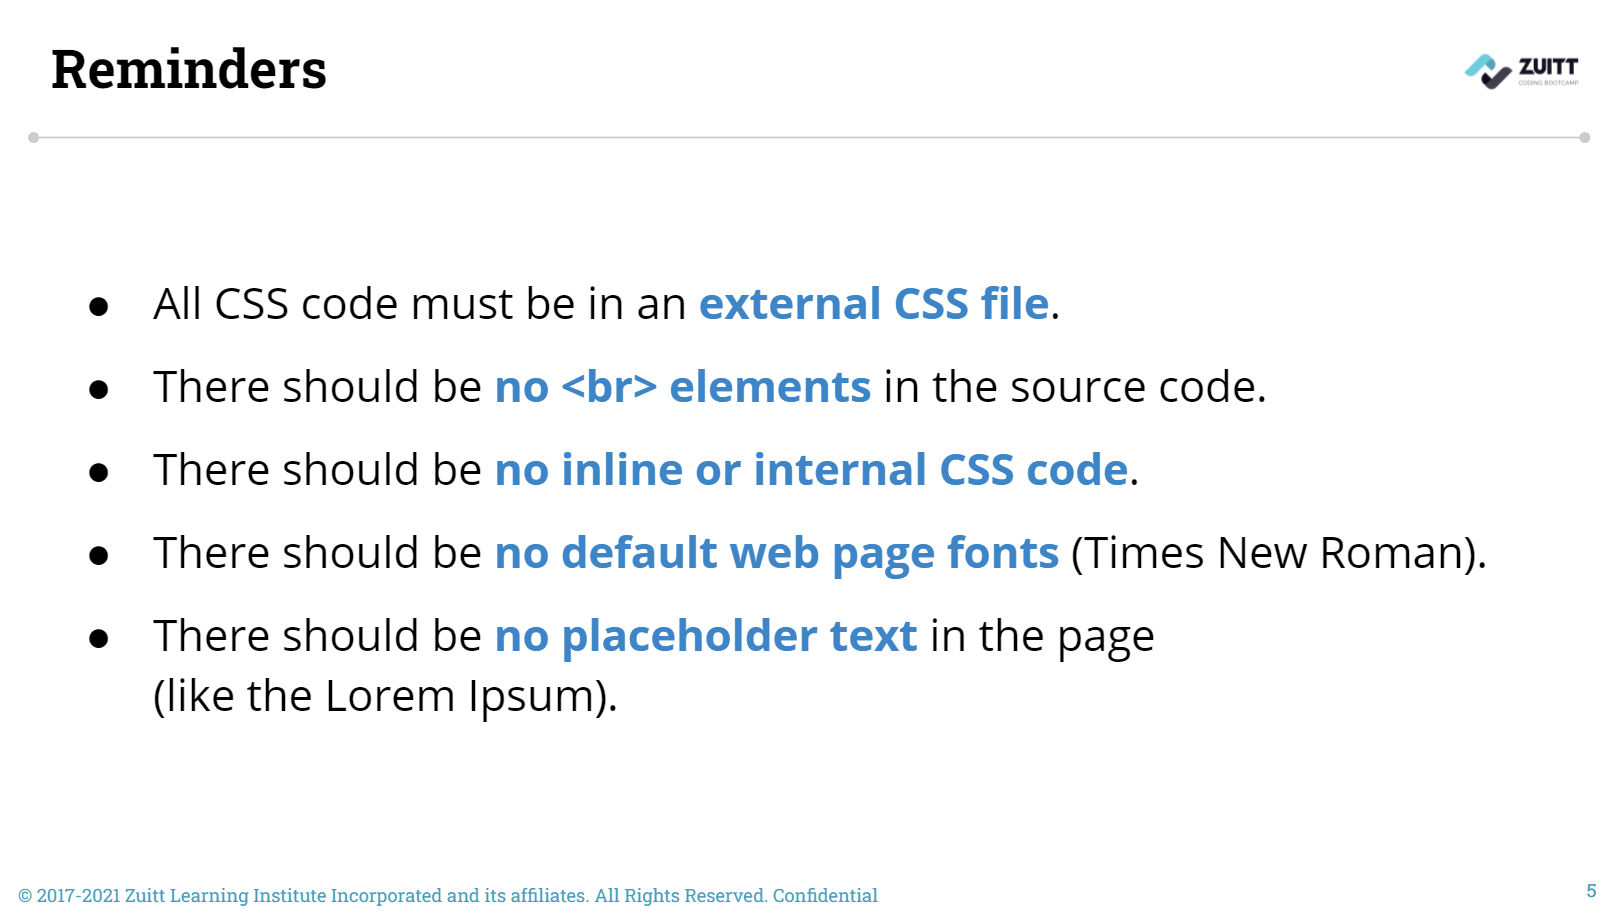 Reminders
ZUITT
CODING BOOTCAMP
● All CSS code must be in an external CSS file.
● There should be no <br> elements in the source code.
● There should be no inline or internal CSS code.
● There should be no default web page fonts (Times New Roman).
● There should be no placeholder text in the page
(like the Lorem Ipsum).
© 2017-2021 Zuitt Learning Institute Incorporated and its affiliates. All Rights Reserved. Confidential
5